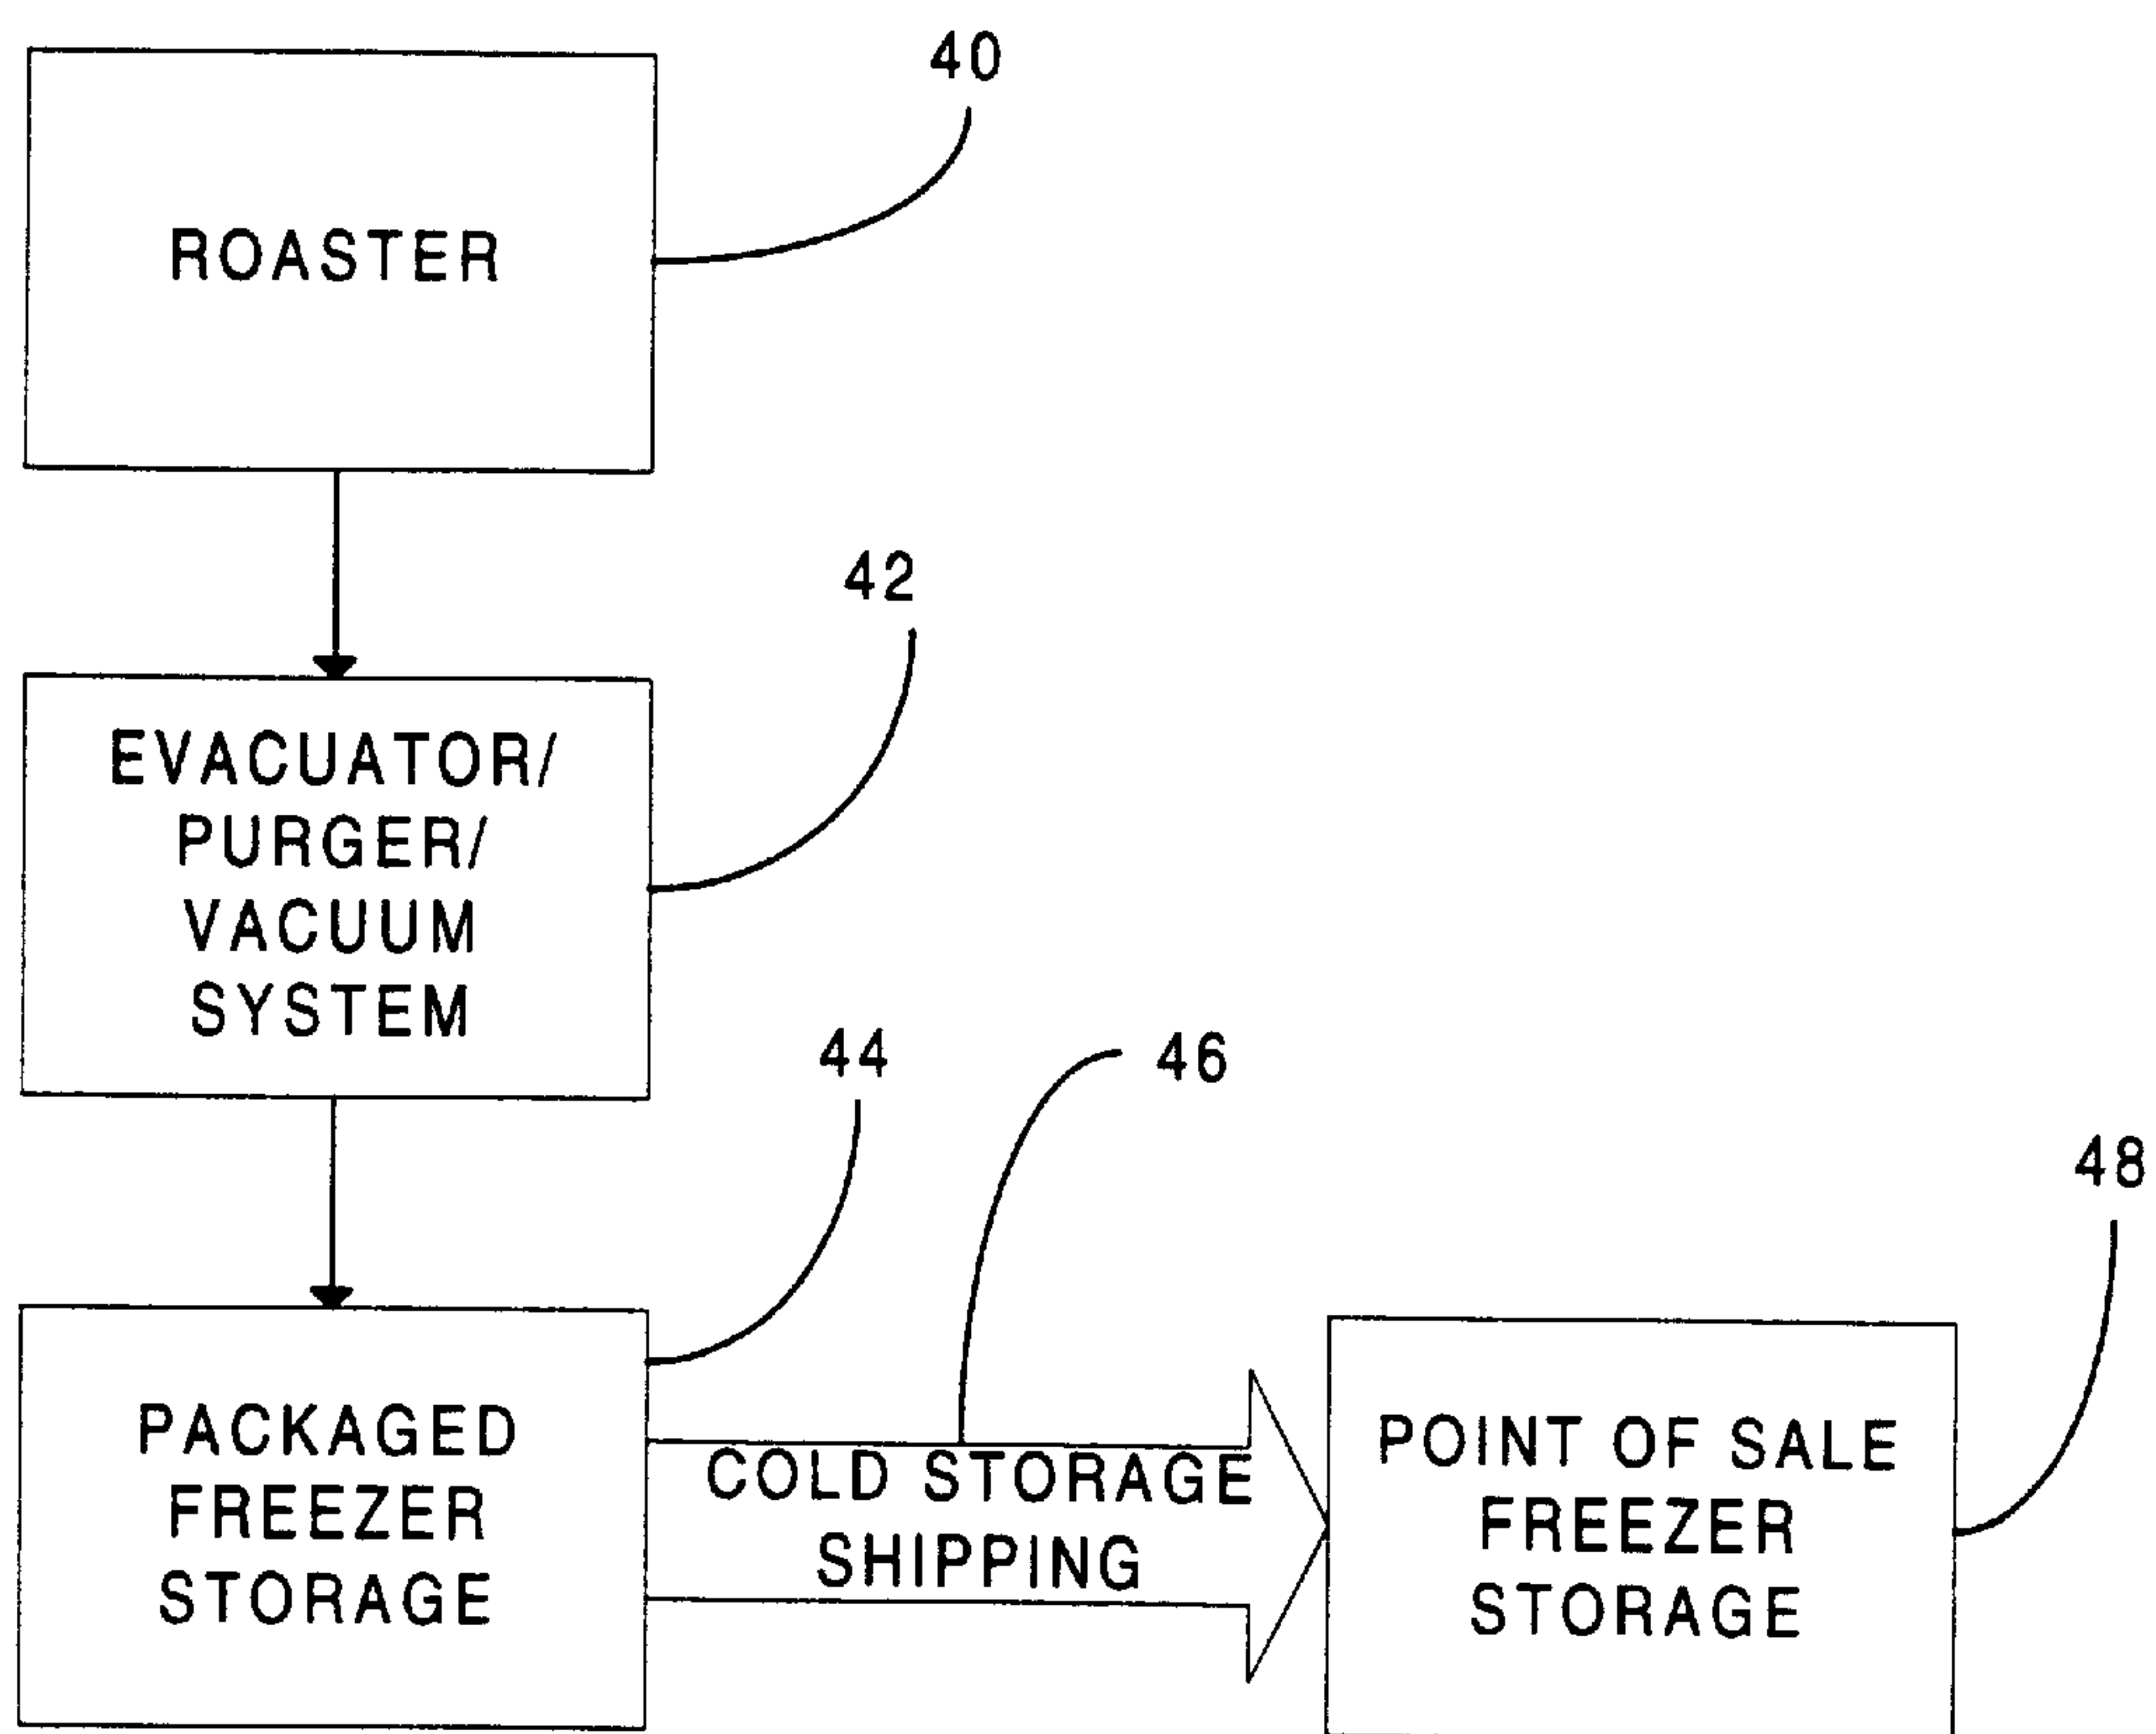 40
ROASTER
42
EVACUATOR/
PURGER/
VACUUM
SYSTEM
44
46
48
PACKAGED
FREEZER
STORAGE
COLD STORAGE
SHIPPING
POINT OF SALE
FREEZER
STORAGE